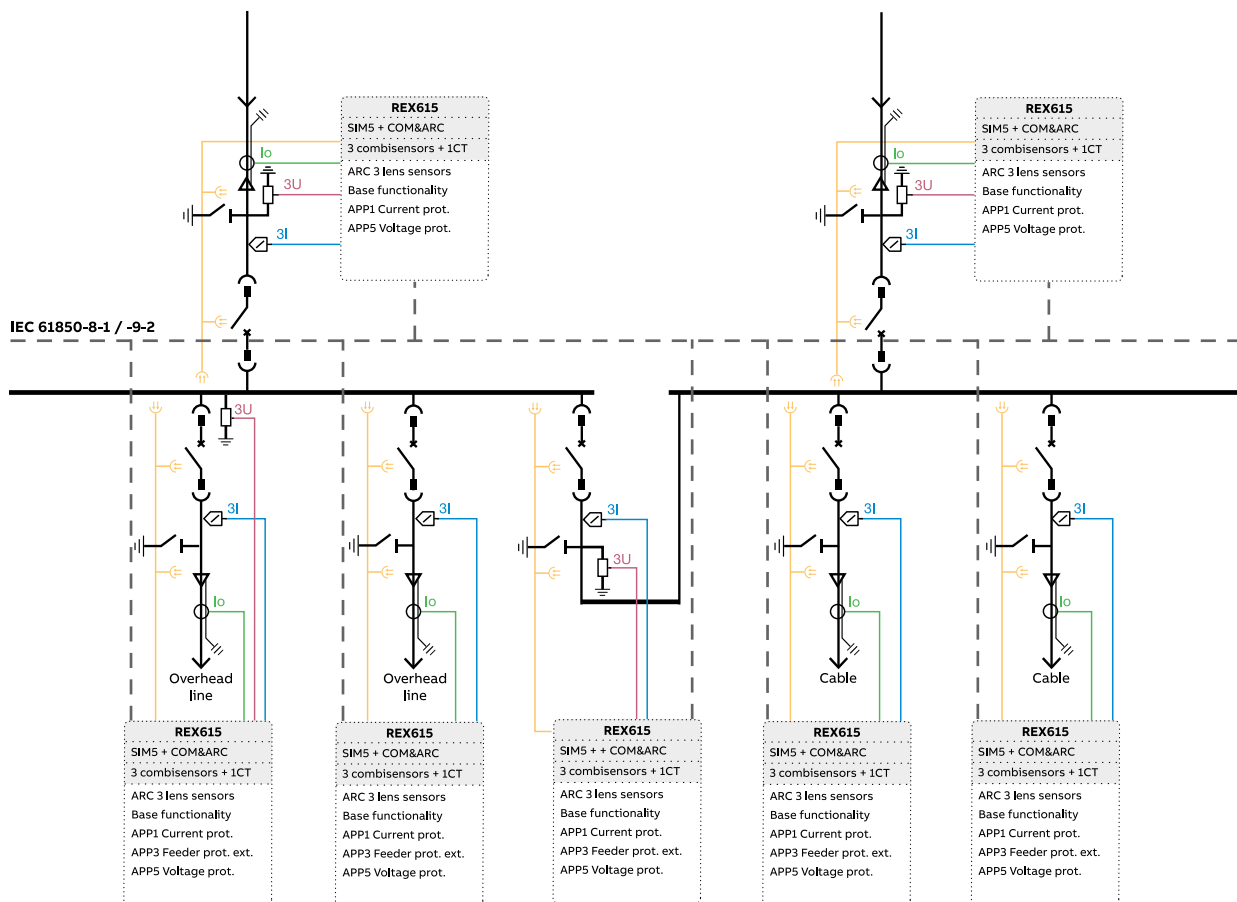 REX615
SIM5 + COM&ARC
3 combisensors + 1CT
ARC 3 lens sensors
Base functionality
APP1 Current prot.
APP5 Voltage prot.
Io
3U
3I
REX615
SIM5 + COM&ARC
3 combisensors + 1CT
ARC 3 lens sensors
Base functionality
APP1 Current prot.
APP5 Voltage prot.
Io
3U
3I
IEC 61850-8-1 / -9-2
3U
3I
Io
Overhead
line
3I
Io
Overhead
line
3I
3U
3I
Io
Cable
3I
Io
Cable
REX615
SIM5 + COM&ARC
3 combisensors + 1CT
ARC 3 lens sensors
Base functionality
APP1 Current prot.
APP3 Feeder prot. ext.
APP5 Voltage prot.
REX615
SIM5 + COM&ARC
3 combisensors + 1CT
ARC 3 lens sensors
Base functionality
APP1 Current prot.
APP3 Feeder prot. ext.
APP5 Voltage prot.
REX615
SIM5 + + COM&ARC
3 combisensors + 1CT
ARC 3 lens sensors
Base functionality
APP1 Current prot.
APP3 Feeder prot. ext.
APP5 Voltage prot.
REX615
SIM5 + COM&ARC
3 combisensors + 1CT
ARC 3 lens sensors
Base functionality
APP1 Current prot.
APP3 Feeder prot. ext.
APP5 Voltage prot.
REX615
SIM5 + COM&ARC
3 combisensors + 1CT
ARC 3 lens sensors
Base functionality
APP1 Current prot.
APP3 Feeder prot. ext.
APP5 Voltage prot.